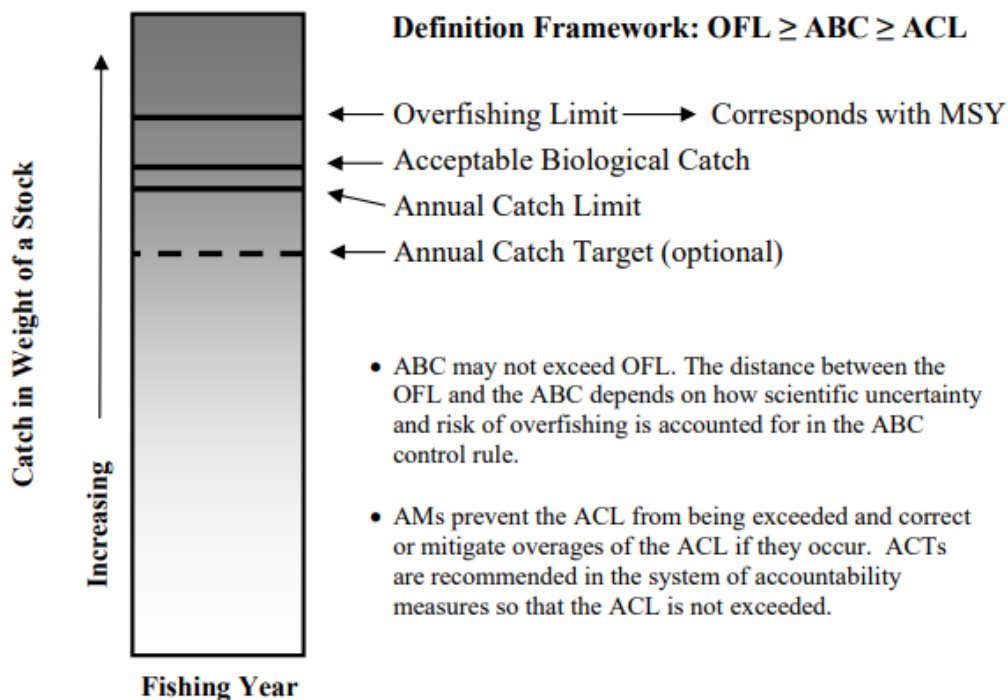 Definition Framework: OFL ≥ ABC ≥ ACL
Overfishing Limit → Corresponds with MSY
Acceptable Biological Catch
Annual Catch Limit
Annual Catch Target (optional)
Catch in Weight of a Stock
Increasing
• ABC may not exceed OFL. The distance between the
OFL and the ABC depends on how scientific uncertainty
and risk of overfishing is accounted for in the ABC
control rule.
• AMs prevent the ACL from being exceeded and correct
or mitigate overages of the ACL if they occur.  ACTs
are recommended in the system of accountability
measures so that the ACL is not exceeded.
Fishing Year